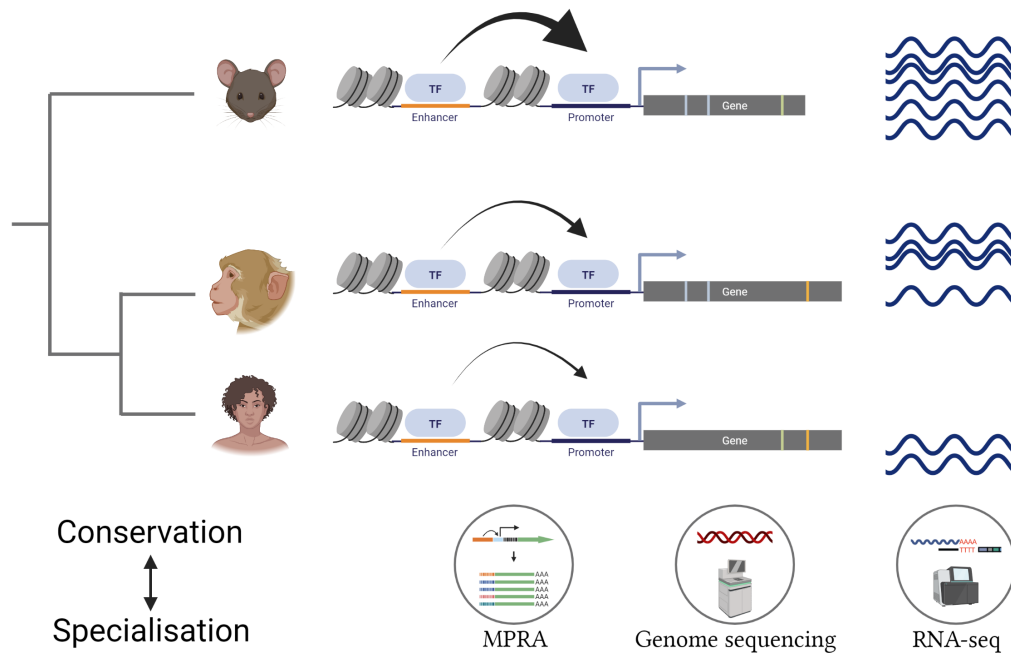 TF
TF
Enhancer
Promoter
Gene
TF
TF
Enhancer
Promoter
Gene
TF
TF
Enhancer
Promoter
Gene
Conservation
Specialisation
AAA
AAA
AAA
AAA
AAA
MPRA
Genome sequencing
AAAA
TTTT
RNA-seq